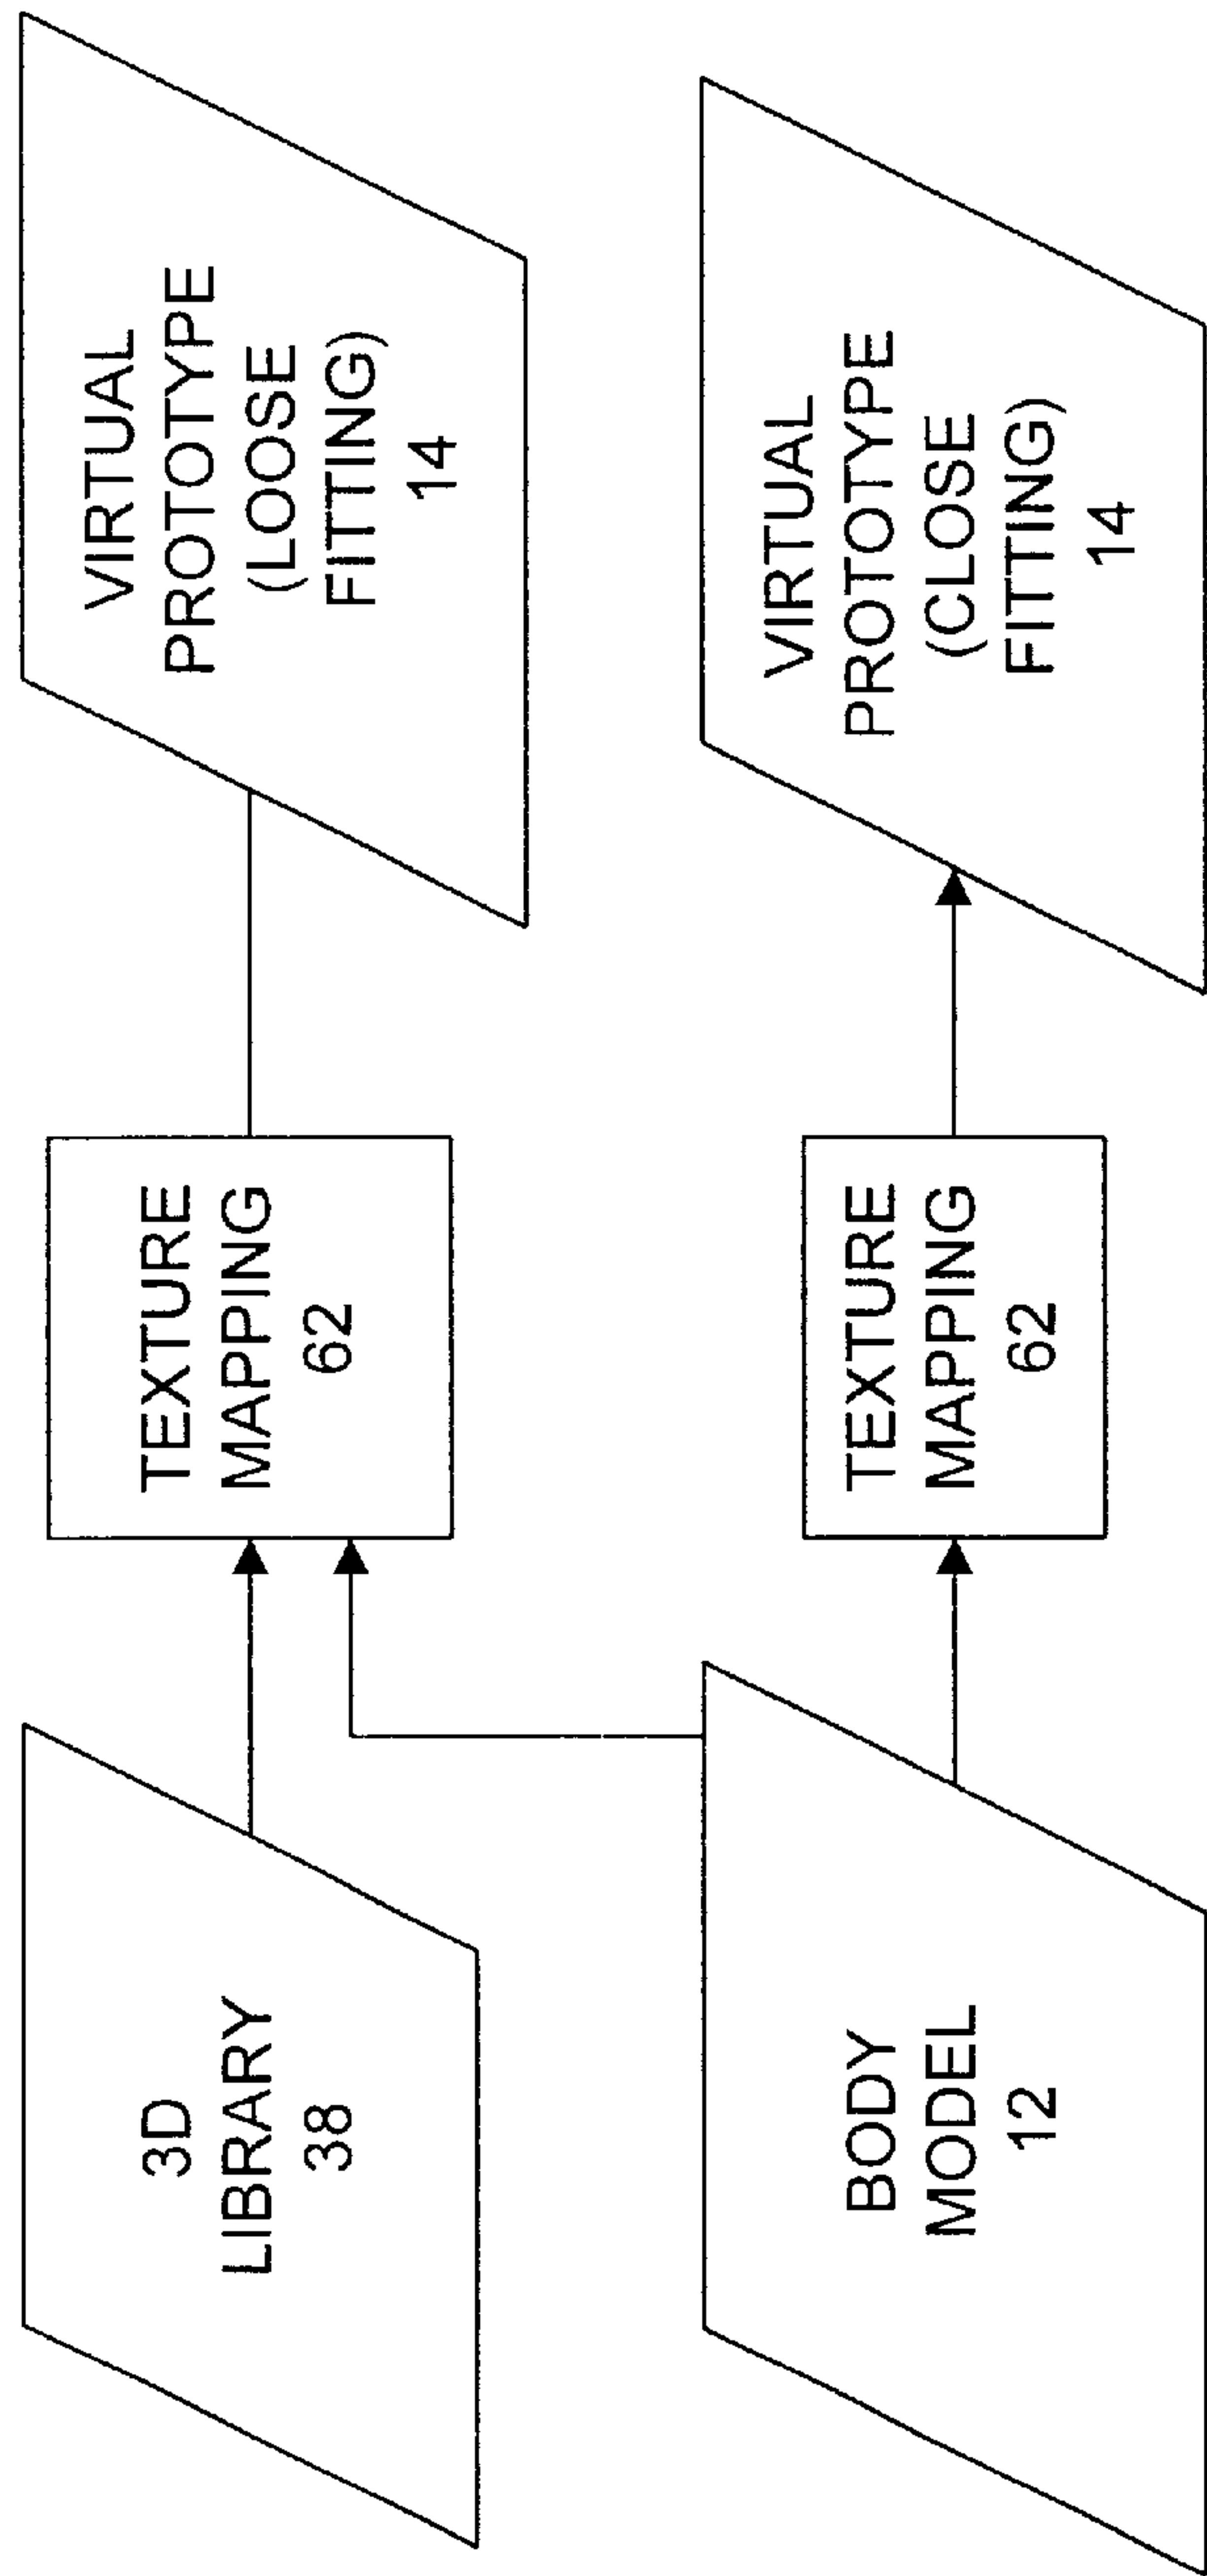 3D
LIBRARY
38
TEXTURE
MAPPING
62
VIRTUAL
PROTOTYPE
(LOOSE
FITTING)
14
BODY
MODEL
12
TEXTURE
MAPPING
62
VIRTUAL
PROTOTYPE
(CLOSE
FITTING)
14